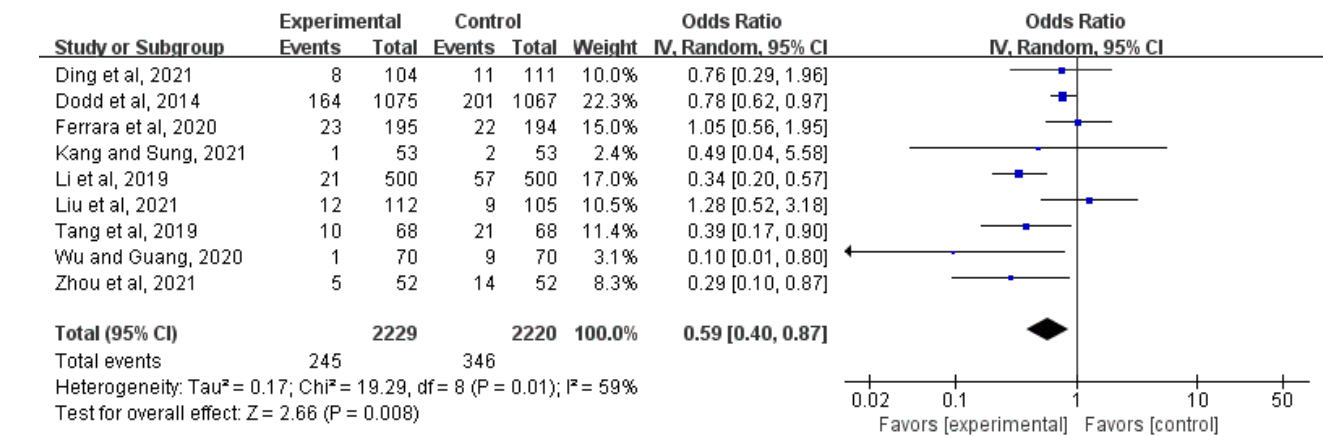 Experimental Control Odds Ratio Odds Ratio
Study or Subgroup Events Total Events Total Weight IV, Random, 95% CI IV, Random, 95% CI
Ding et al, 2021 8 104 11 111 10.0% 0.76 [0.29, 1.96]
Dodd et al, 2014 164 1075 201 1067 22.3% 0.78 [0.62, 0.97]
Ferrara et al, 2020 23 195 22 194 15.0% 1.05 [0.56, 1.95]
Kang and Sung, 2021 1 53 2 53 2.4% 0.49 [0.04, 5.58]
Li et al, 2019 21 500 57 500 17.0% 0.34 [0.20, 0.57]
Liu et al, 2021 12 112 9 105 10.5% 1.28 [0.52, 3.18]
Tang et al, 2019 10 68 21 68 11.4% 0.39 [0.17, 0.90]
Wu and Guang, 2020 1 70 9 70 3.1% 0.10 [0.01, 0.80]
Zhou et al, 2021 5 52 14 52 8.3% 0.29 [0.10, 0.87]
Total (95% CI) 2229 2220 100.0% 0.59 [0.40, 0.87]
Total events 245 346
Heterogeneity: Tau² = 0.17; Chi² = 19.29, df = 8 (P = 0.01); I² = 59%
Test for overall effect: Z = 2.66 (P = 0.008)
0.02 0.1 1 10 50
Favors [experimental] Favors [control]